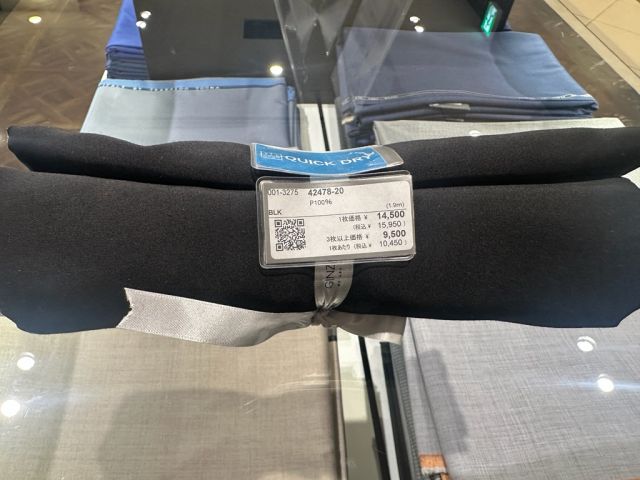 QUICK DRY
001-3275 42478-20
P100%
(1.9m)
BLK
1枚価格 ¥ 14,500
(税込 ¥ 15,950)
3枚以上価格 ¥ 9,500
1枚あたり(税込 ¥ 10,450)
GINZ